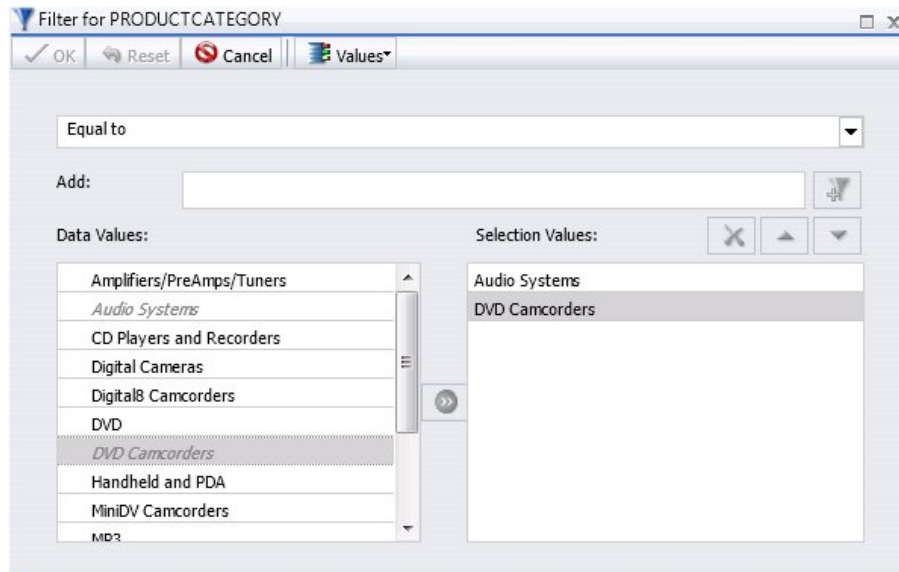 Filter for PRODUCTCATEGORY
OK Reset Cancel Values
Equal to
Add:
Data Values:
Selection Values:
Amplifiers/PreAmps/Tuners
Audio Systems
CD Players and Recorders
Digital Cameras
Digital8 Camcorders
DVD
DVD Camcorders
Handheld and PDA
MiniDV Camcorders
MP3
Audio Systems
DVD Camcorders